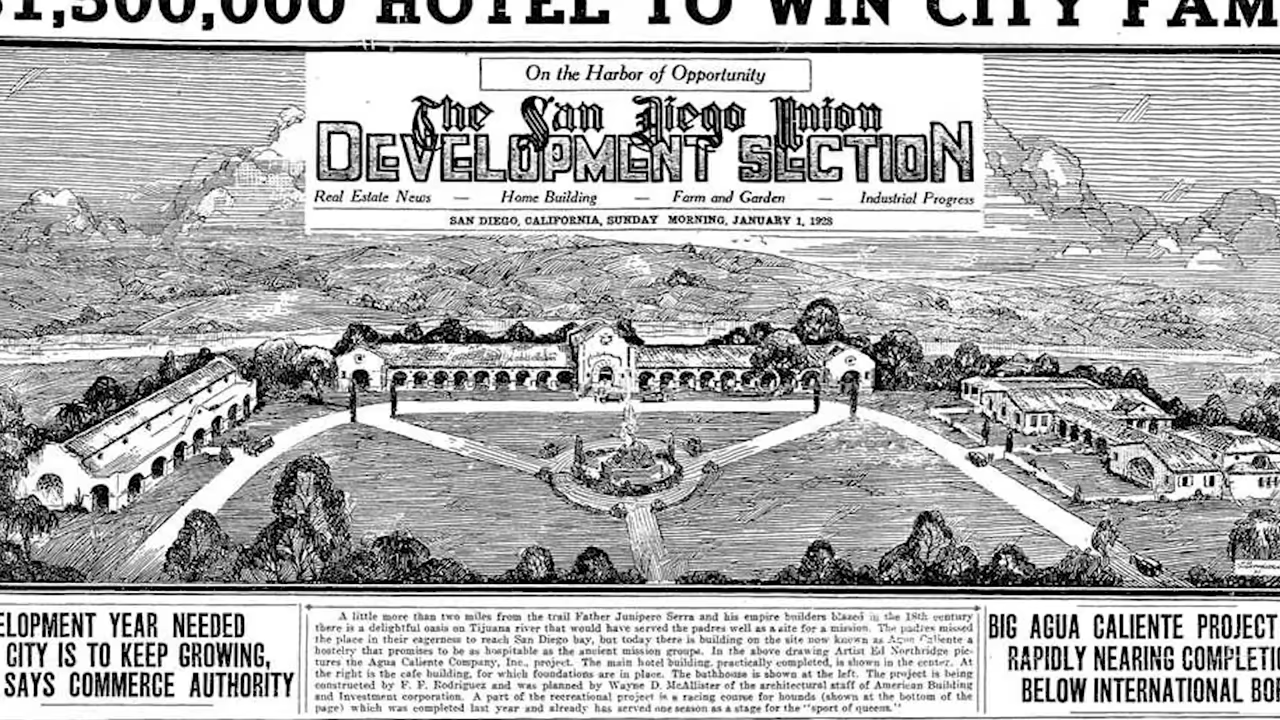 $1,500,000 HOTEL TO WIN CITY FAM
On the Harbor of Opportunity
The San Diego Union
DEVELOPMENT SECTION
Real Estate News — Home Building — Farm and Garden — Industrial Progress
SAN DIEGO, CALIFORNIA, SUNDAY MORNING, JANUARY 1, 1928
ELOPMENT YEAR NEEDED
CITY IS TO KEEP GROWING,
SAYS COMMERCE AUTHORITY
A little more than two miles from the trail Father Junipero Serra and his empire builders blazed in the 18th century
there is a delightful oasis on Tijuana river that would have served the padres well as a site for a mission. The padres missed
the place in their eagerness to reach San Diego bay, but today there is building on the site now known as Agua Caliente a
hostelry that promises to be as hospitable as the ancient mission groups. In the above drawing Artist Ed Northridge pic-
tures the Agua Caliente Company, Inc., project. The main hotel building, practically completed, is shown in the center. At
the right is the cafe building, for which foundations are in place. The bathhouse is shown at the left. The project is being
constructed by F. P. Rodriguez and was planned by Wayne D. McAllister of the architectural staff of American Building
and Investment corporation. A part of the recreational project is a racing course for hounds (shown at the bottom of the
page) which was completed last year and already has served one season as a stage for the "sport of queens."
BIG AGUA CALIENTE PROJECT
RAPIDLY NEARING COMPLETIO
BELOW INTERNATIONAL BO